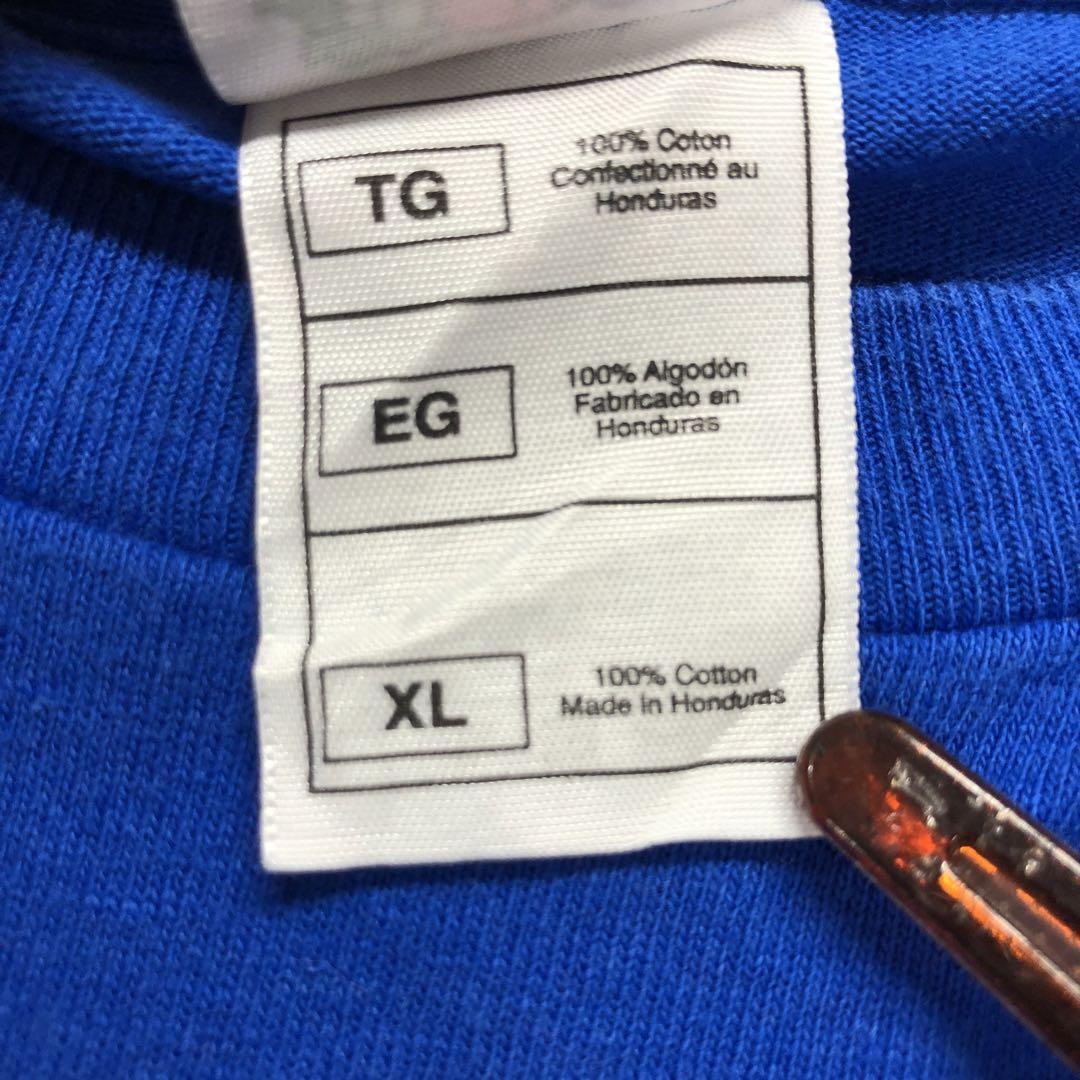 TG
100% Coton
Confectionné au
Honduras
EG
100% Algodón
Fabricado en
Honduras
XL
100% Cotton
Made in Honduras